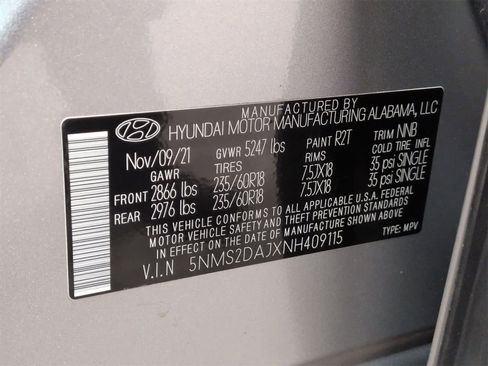 MANUFACTURED BY
HYUNDAI MOTOR MANUFACTURING ALABAMA, LLC
Nov/09/21 GVWR 5247 lbs PAINT R2T TRIM NNB
GAWR TIRES RIMS COLD TIRE INFL
FRONT 2866 lbs 235/60R18 7.5JX18 35 psi SINGLE
REAR 2976 lbs 235/60R18 7.5JX18 35 psi SINGLE
THIS VEHICLE CONFORMS TO ALL APPLICABLE U.S.A. FEDERAL
MOTOR VEHICLE SAFETY AND THEFT PREVENTION STANDARDS
IN EFFECT ON THE DATE OF MANUFACTURE SHOWN ABOVE.
V.I.N 5NMS2DAJXNH409115 TYPE: MPV